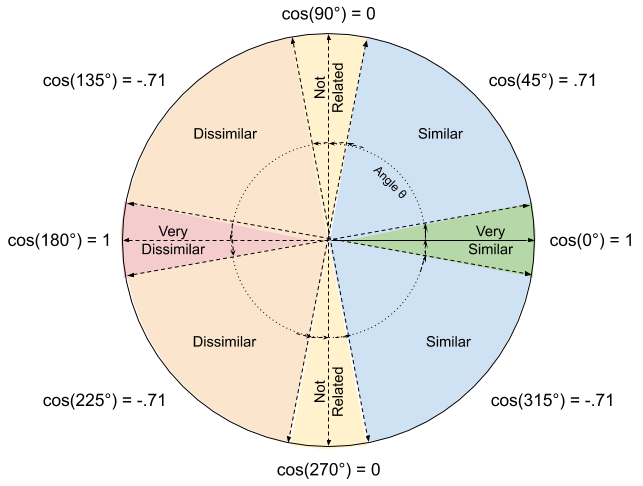 cos(90°) = 0
cos(135°) = -.71
cos(45°) = .71
Not
Related
Dissimilar
Similar
Angle θ
cos(180°) = 1
Very
Dissimilar
Very
Similar
cos(0°) = 1
Dissimilar
Similar
Not
Related
cos(225°) = -.71
cos(315°) = -.71
cos(270°) = 0